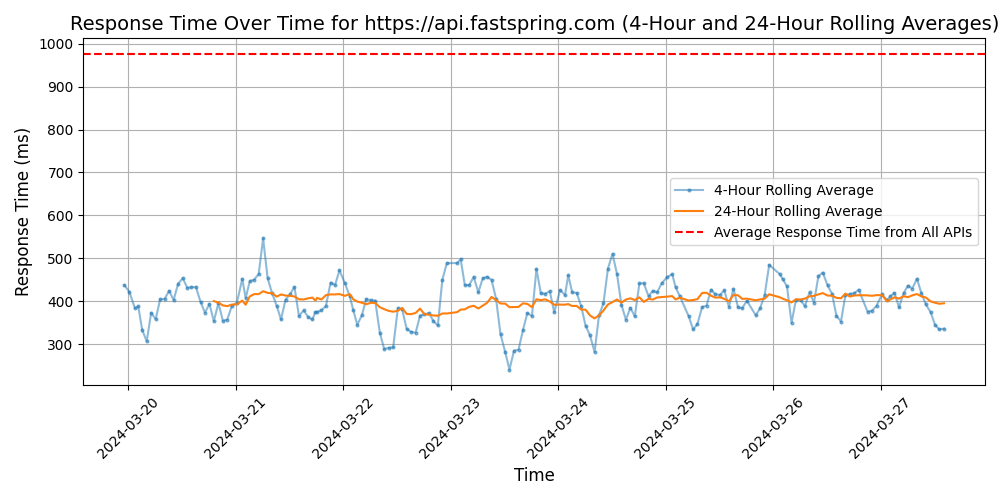 Response Time Over Time for https://api.fastspring.com (4-Hour and 24-Hour Rolling Averages)
Response Time (ms)
1000
900
800
700
600
500
400
300
4-Hour Rolling Average
24-Hour Rolling Average
Average Response Time from All APIs
2024-03-20
2024-03-21
2024-03-22
2024-03-23
2024-03-24
2024-03-25
2024-03-26
2024-03-27
Time